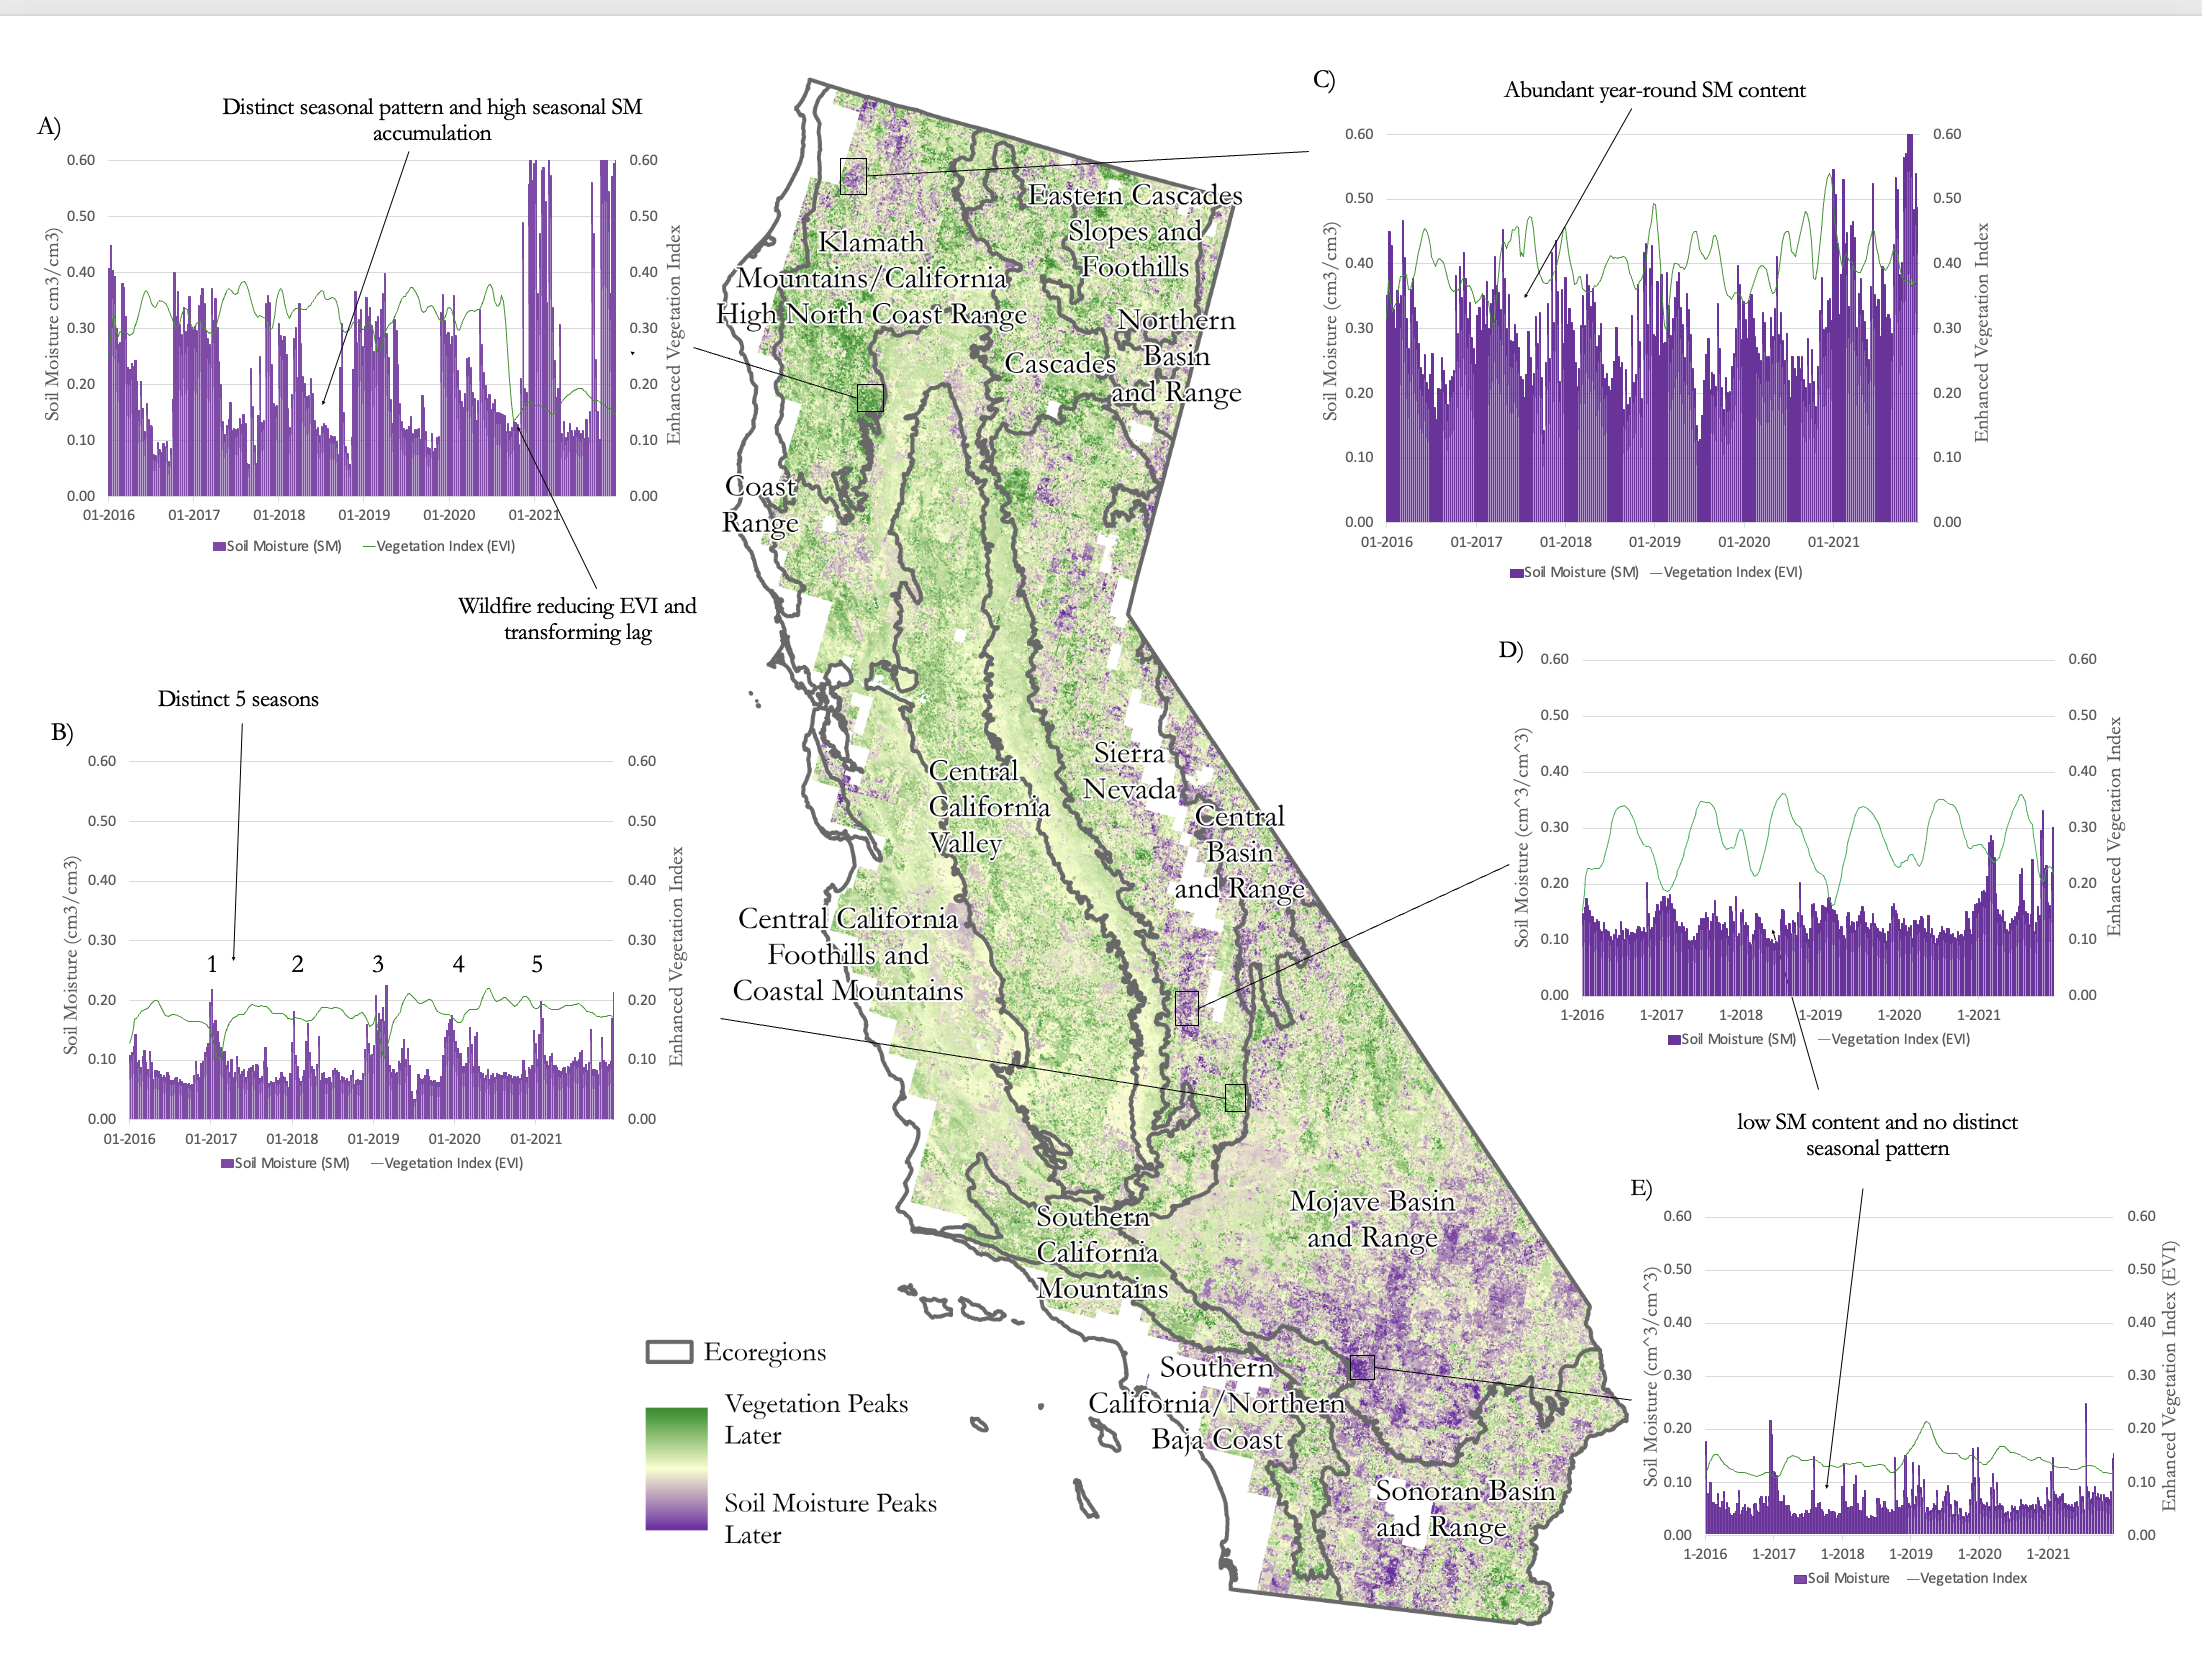 A)
Distinct seasonal pattern and high seasonal SM
accumulation
0.60
0.50
0.40
0.30
0.20
0.10
0.00
Soil Moisture cm3/cm3)
0.60
0.50
0.40
0.30
0.20
0.10
0.00
Enhanced Vegetation Index
01-2016 01-2017 01-2018 01-2019 01-2020 01-2021
Soil Moisture (SM) Vegetation Index (EVI)
Wildfire reducing EVI and
transforming lag
B)
Distinct 5 seasons
0.60
0.50
0.40
0.30
0.20
0.10
0.00
Soil Moisture (cm3/cm3)
1 2 3 4 5
0.60
0.50
0.40
0.30
0.20
0.10
0.00
Enhanced Vegetation Index
01-2016 01-2017 01-2018 01-2019 01-2020 01-2021
Soil Moisture (SM) Vegetation Index (EVI)
Klamath
Mountains/California
High North Coast Range
Eastern Cascades
Slopes and
Foothills
Northern
Basin
and Range
Cascades
Coast
Range
Sierra
Nevada
Central
California
Valley
Central
Basin
and Range
Central California
Foothills and
Coastal Mountains
Mojave Basin
and Range
Southern
California
Mountains
Southern
California/Northern
Baja Coast
Sonoran Basin
and Range
Ecoregions
Vegetation Peaks
Later
Soil Moisture Peaks
Later
C)
Abundant year-round SM content
0.60
0.50
0.40
0.30
0.20
0.10
0.00
Soil Moisture (cm3/cm3)
0.60
0.50
0.40
0.30
0.20
0.10
0.00
Enhanced Vegetation Index
01-2016 01-2017 01-2018 01-2019 01-2020 01-2021
Soil Moisture (SM) Vegetation Index (EVI)
D)
0.60
0.50
0.40
0.30
0.20
0.10
0.00
Soil Moisture (cm^3/cm^3)
0.60
0.50
0.40
0.30
0.20
0.10
0.00
Enhanced Vegetation Index
1-2016 1-2017 1-2018 1-2019 1-2020 1-2021
Soil Moisture (SM) Vegetation Index (EVI)
low SM content and no distinct
seasonal pattern
E)
0.60
0.50
0.40
0.30
0.20
0.10
0.00
Soil Moisture (cm^3/cm^3)
0.60
0.50
0.40
0.30
0.20
0.10
0.00
Enhanced Vegetation Index (EVI)
1-2016 1-2017 1-2018 1-2019 1-2020 1-2021
Soil Moisture Vegetation Index